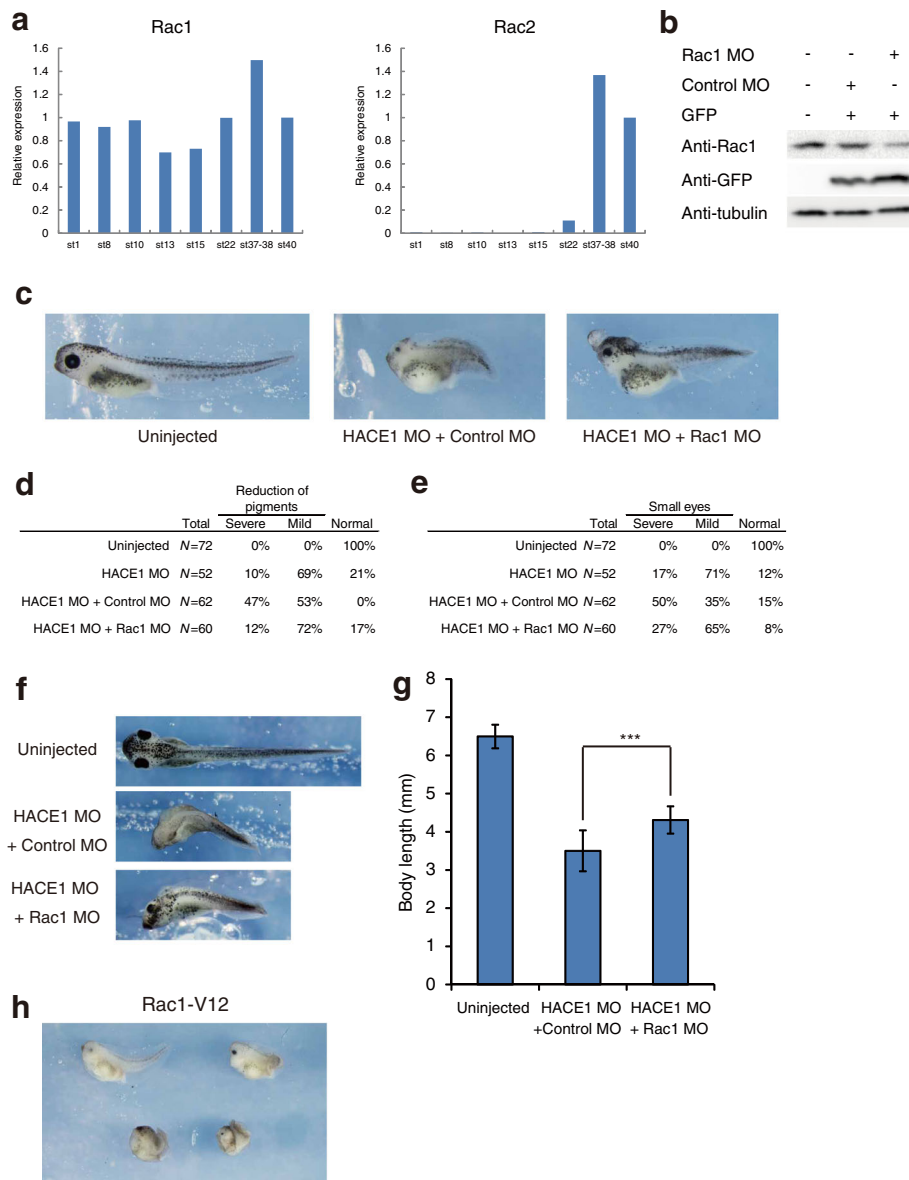 a
Rac1
Relative expression
1.6
1.4
1.2
1
0.8
0.6
0.4
0.2
0
st1 st8 st10 st13 st15 st22 st37-38 st40
Rac2
Relative expression
1.6
1.4
1.2
1
0.8
0.6
0.4
0.2
0
st1 st8 st10 st13 st15 st22 st37-38 st40
b
Rac1 MO - - +
Control MO - + -
GFP - + +
Anti-Rac1
Anti-GFP
Anti-tubulin
c
Uninjected
HACE1 MO + Control MO
HACE1 MO + Rac1 MO
d
Reduction of
pigments
Total Severe Mild Normal
Uninjected N=72 0% 0% 100%
HACE1 MO N=52 10% 69% 21%
HACE1 MO + Control MO N=62 47% 53% 0%
HACE1 MO + Rac1 MO N=60 12% 72% 17%
e
Small eyes
Total Severe Mild Normal
Uninjected N=72 0% 0% 100%
HACE1 MO N=52 17% 71% 12%
HACE1 MO + Control MO N=62 50% 35% 15%
HACE1 MO + Rac1 MO N=60 27% 65% 8%
f
Uninjected
HACE1 MO
+ Control MO
HACE1 MO
+ Rac1 MO
g
Body length (mm)
8
7
6
5
4
3
2
1
0
***
Uninjected
HACE1 MO
+Control MO
HACE1 MO
+ Rac1 MO
h
Rac1-V12